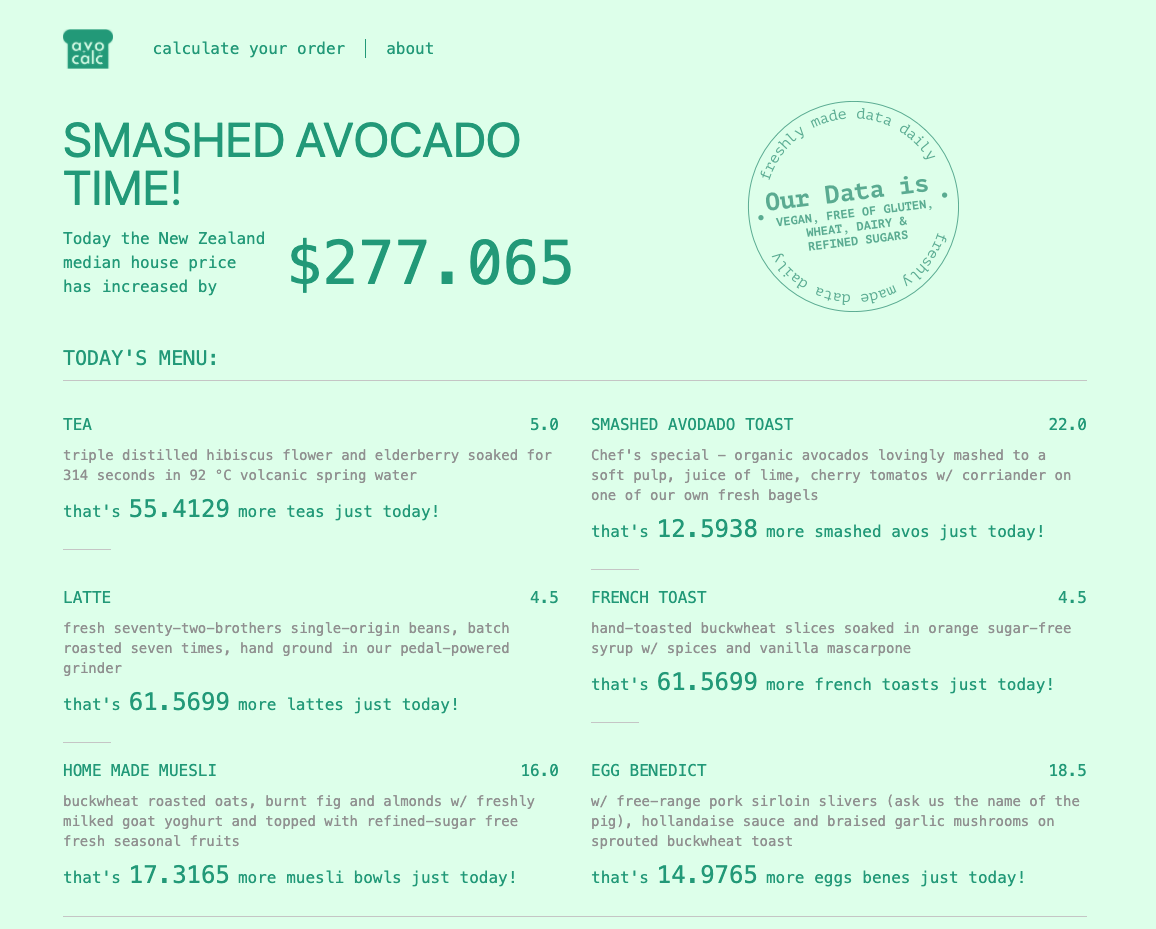 avo
calc
calculate your order
about
SMASHED AVOCADO
TIME!
Today the New Zealand
median house price
has increased by
$277.065
freshly made data daily
Our Data is
VEGAN, FREE OF GLUTEN,
WHEAT, DAIRY &
REFINED SUGARS
freshly made data daily
TODAY'S MENU:
TEA 5.0
triple distilled hibiscus flower and elderberry soaked for
314 seconds in 92 °C volcanic spring water
that's 55.4129 more teas just today!
SMASHED AVODADO TOAST 22.0
Chef's special – organic avocados lovingly mashed to a
soft pulp, juice of lime, cherry tomatos w/ corriander on
one of our own fresh bagels
that's 12.5938 more smashed avos just today!
LATTE 4.5
fresh seventy–two–brothers single–origin beans, batch
roasted seven times, hand ground in our pedal–powered
grinder
that's 61.5699 more lattes just today!
FRENCH TOAST 4.5
hand–toasted buckwheat slices soaked in orange sugar–free
syrup w/ spices and vanilla mascarpone
that's 61.5699 more french toasts just today!
HOME MADE MUESLI 16.0
buckwheat roasted oats, burnt fig and almonds w/ freshly
milked goat yoghurt and topped with refined–sugar free
fresh seasonal fruits
that's 17.3165 more muesli bowls just today!
EGG BENEDICT 18.5
w/ free–range pork sirloin slivers (ask us the name of the
pig), hollandaise sauce and braised garlic mushrooms on
sprouted buckwheat toast
that's 14.9765 more eggs benes just today!